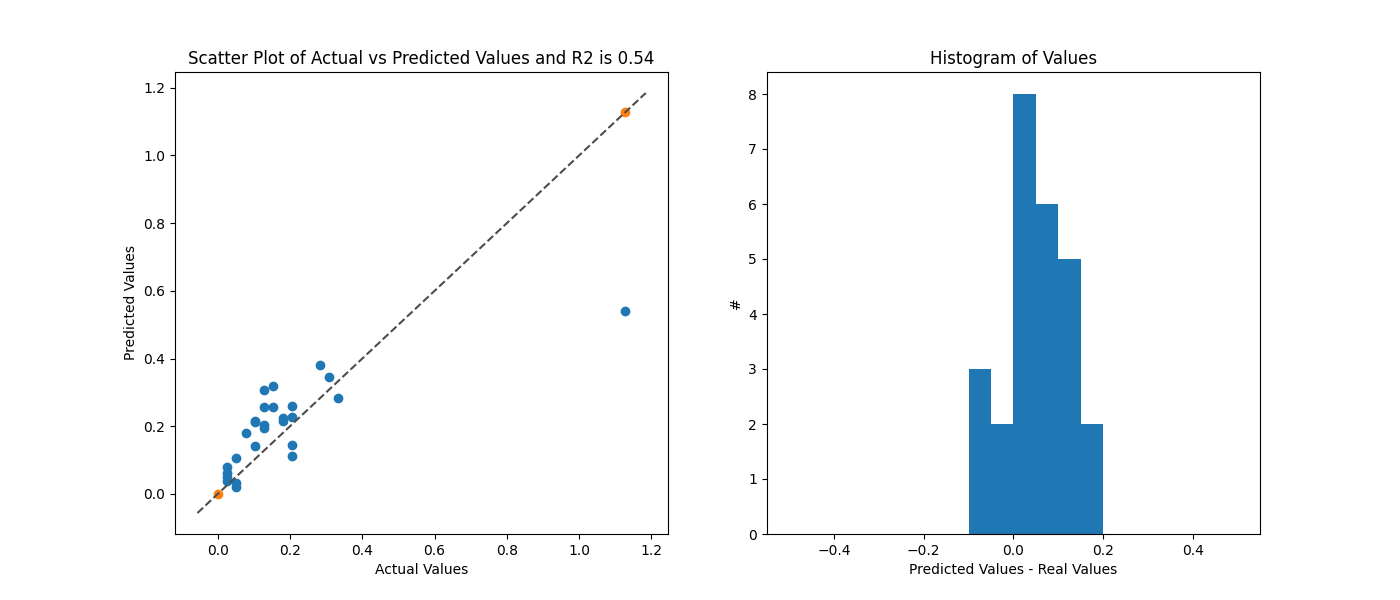 Scatter Plot of Actual vs Predicted Values and R2 is 0.54
1.2
1.0
0.8
0.6
0.4
0.2
0.0
Predicted Values
0.0 0.2 0.4 0.6 0.8 1.0 1.2
Actual Values
Histogram of Values
8
7
6
5
4
3
2
1
0
#
−0.4 −0.2 0.0 0.2 0.4
Predicted Values - Real Values